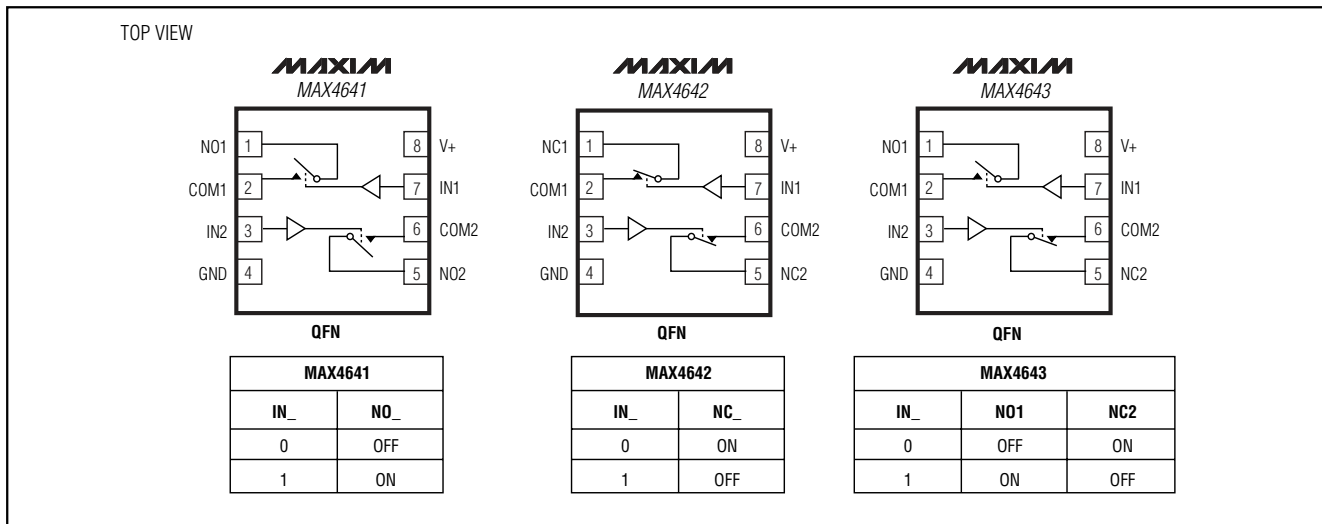 TOP VIEW
MAXIM
MAX4641
NO1 1
8 V+
COM1 2
7 IN1
IN2 3
6 COM2
GND 4
5 NO2
QFN
MAXIM
MAX4642
NC1 1
8 V+
COM1 2
7 IN1
IN2 3
6 COM2
GND 4
5 NC2
QFN
MAXIM
MAX4643
NO1 1
8 V+
COM1 2
7 IN1
IN2 3
6 COM2
GND 4
5 NC2
QFN
MAX4641
IN_ NO_
0 OFF
1 ON
MAX4642
IN_ NC_
0 ON
1 OFF
MAX4643
IN_ NO1 NC2
0 OFF ON
1 ON OFF